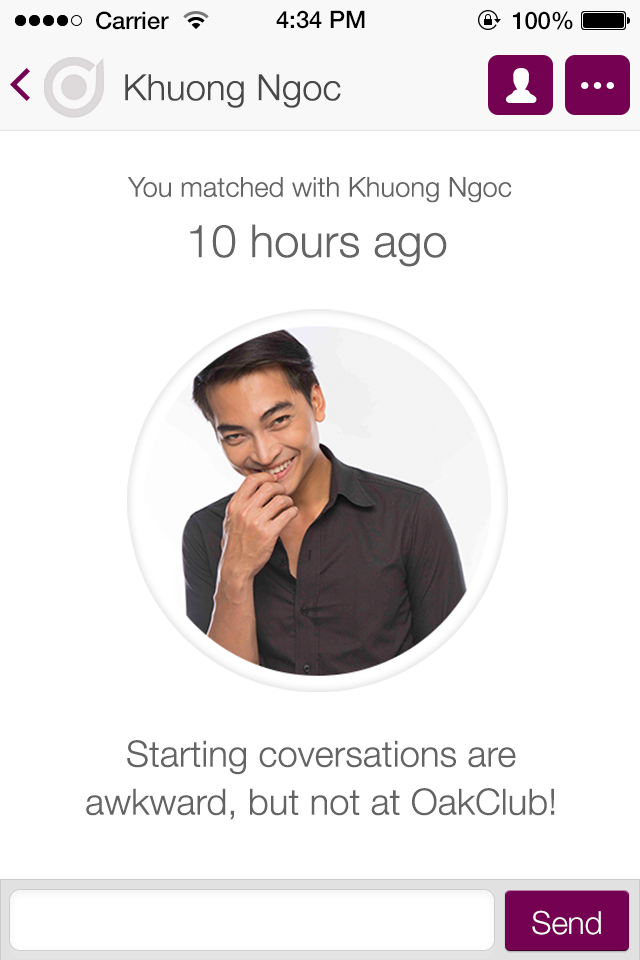 Carrier 4:34 PM 100%
Khuong Ngoc
You matched with Khuong Ngoc
10 hours ago
Starting coversations are
awkward, but not at OakClub!
Send